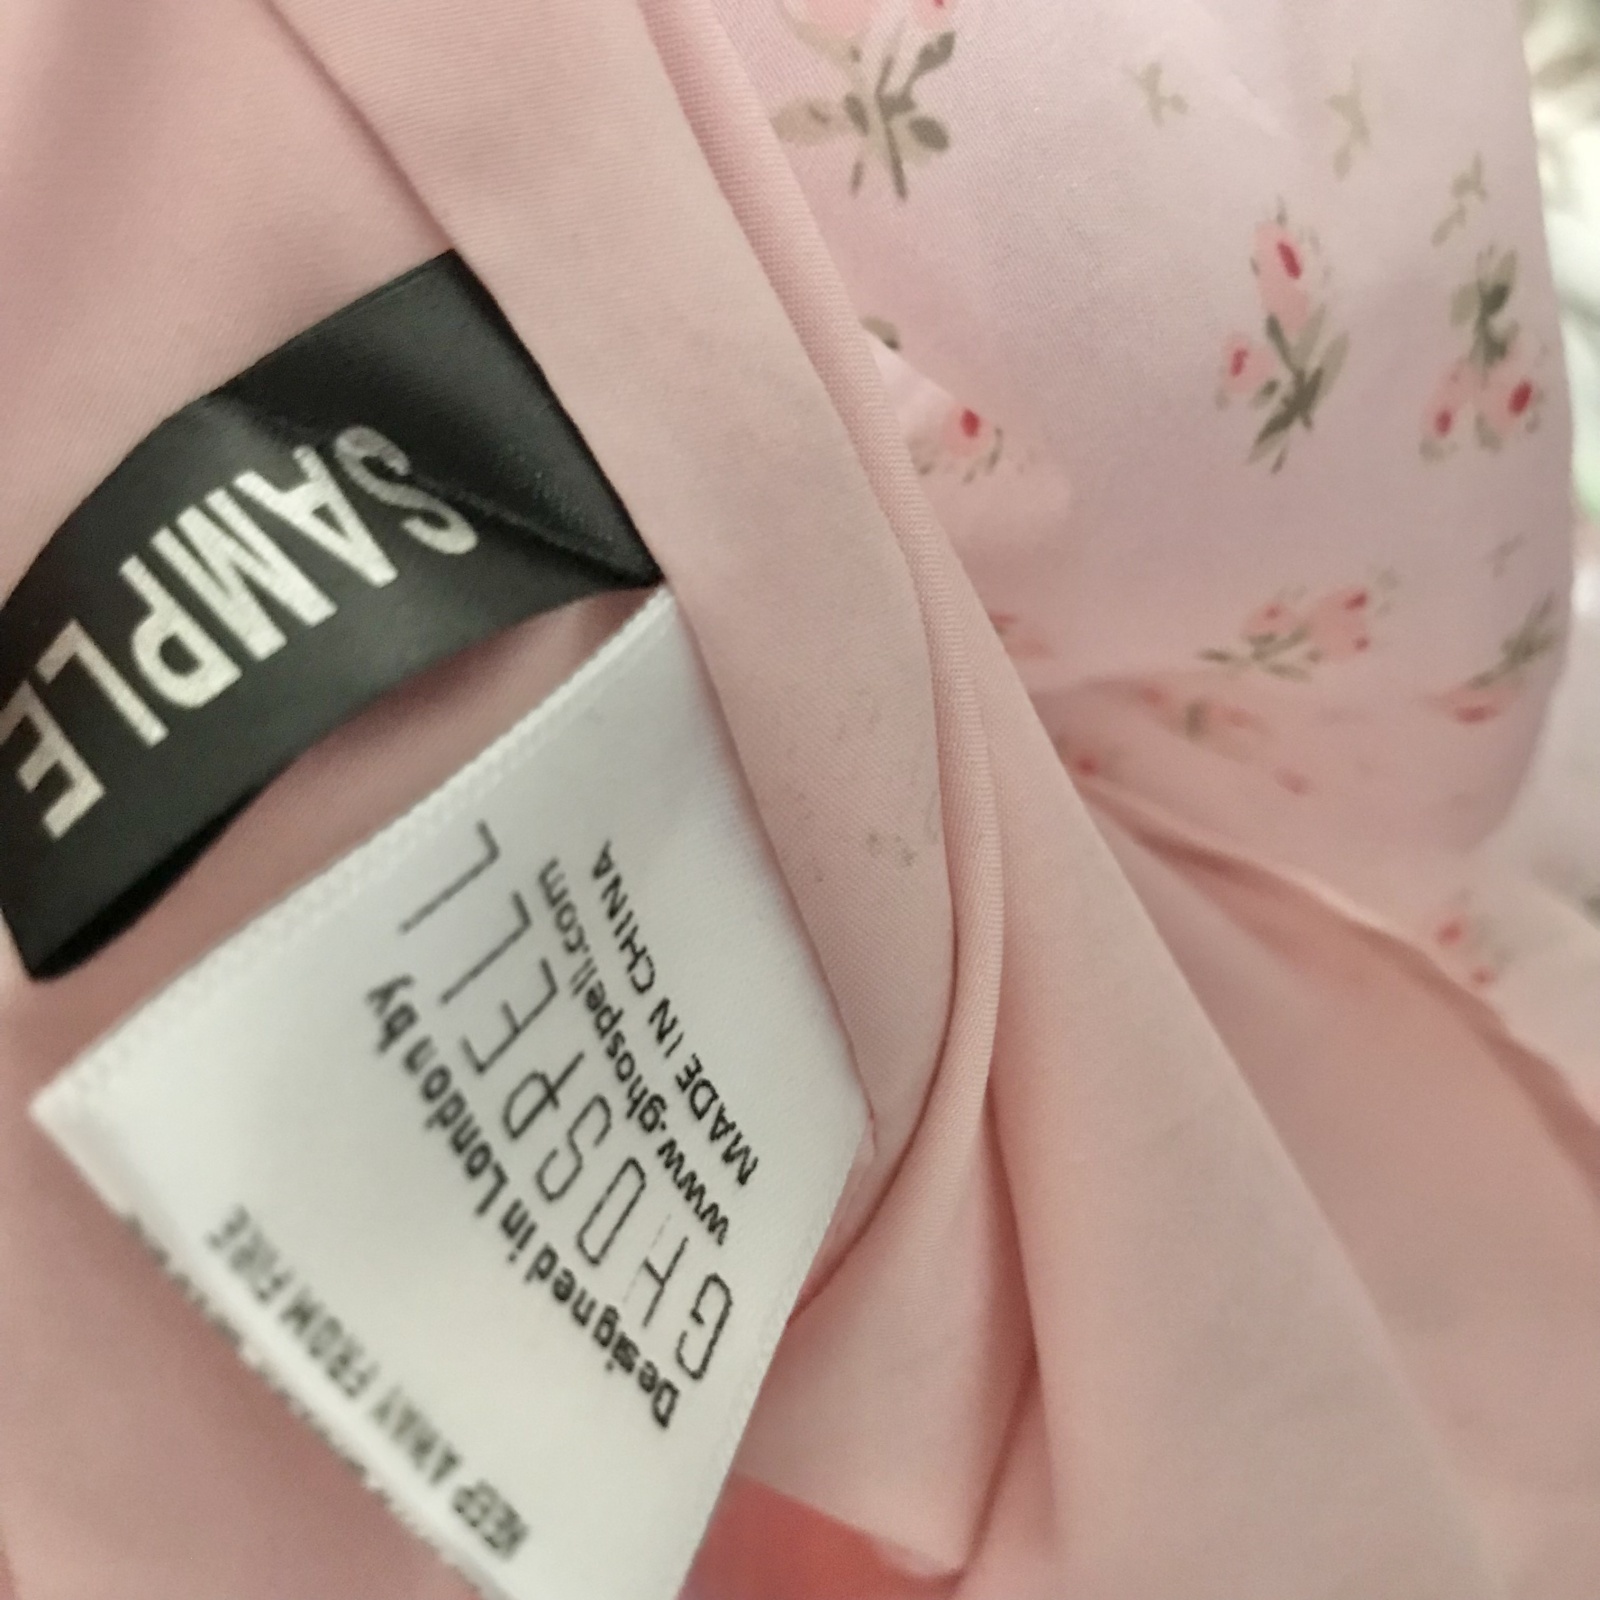 SAMPLE
KEEP AWAY FROM FIRE
Designed in London by
GHOSPELL
www.ghospell.com
MADE IN CHINA